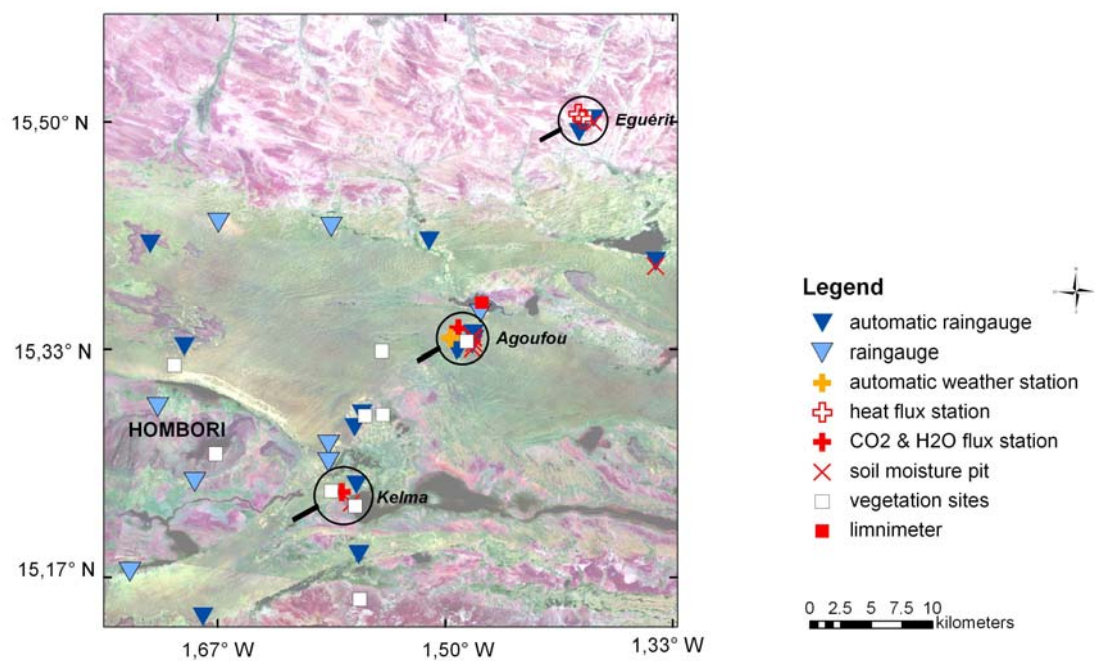 15,50° N
Eguérit
15,33° N
Agoufou
HOMBORI
Kelma
15,17° N
1,67° W
1,50° W
1,33° W
Legend
automatic raingauge
raingauge
automatic weather station
heat flux station
CO2 & H2O flux station
soil moisture pit
vegetation sites
limnimeter
0 2.5 5 7.5 10
kilometers